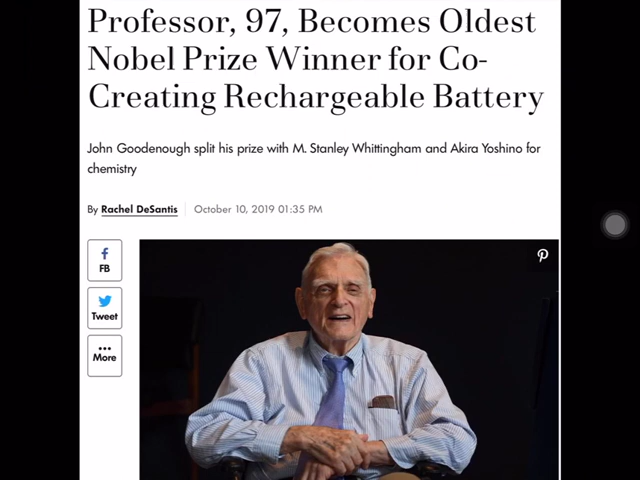 Professor, 97, Becomes Oldest
Nobel Prize Winner for Co-
Creating Rechargeable Battery
John Goodenough split his prize with M. Stanley Whittingham and Akira Yoshino for
chemistry
By Rachel DeSantis October 10, 2019 01:35 PM
FB
Tweet
More